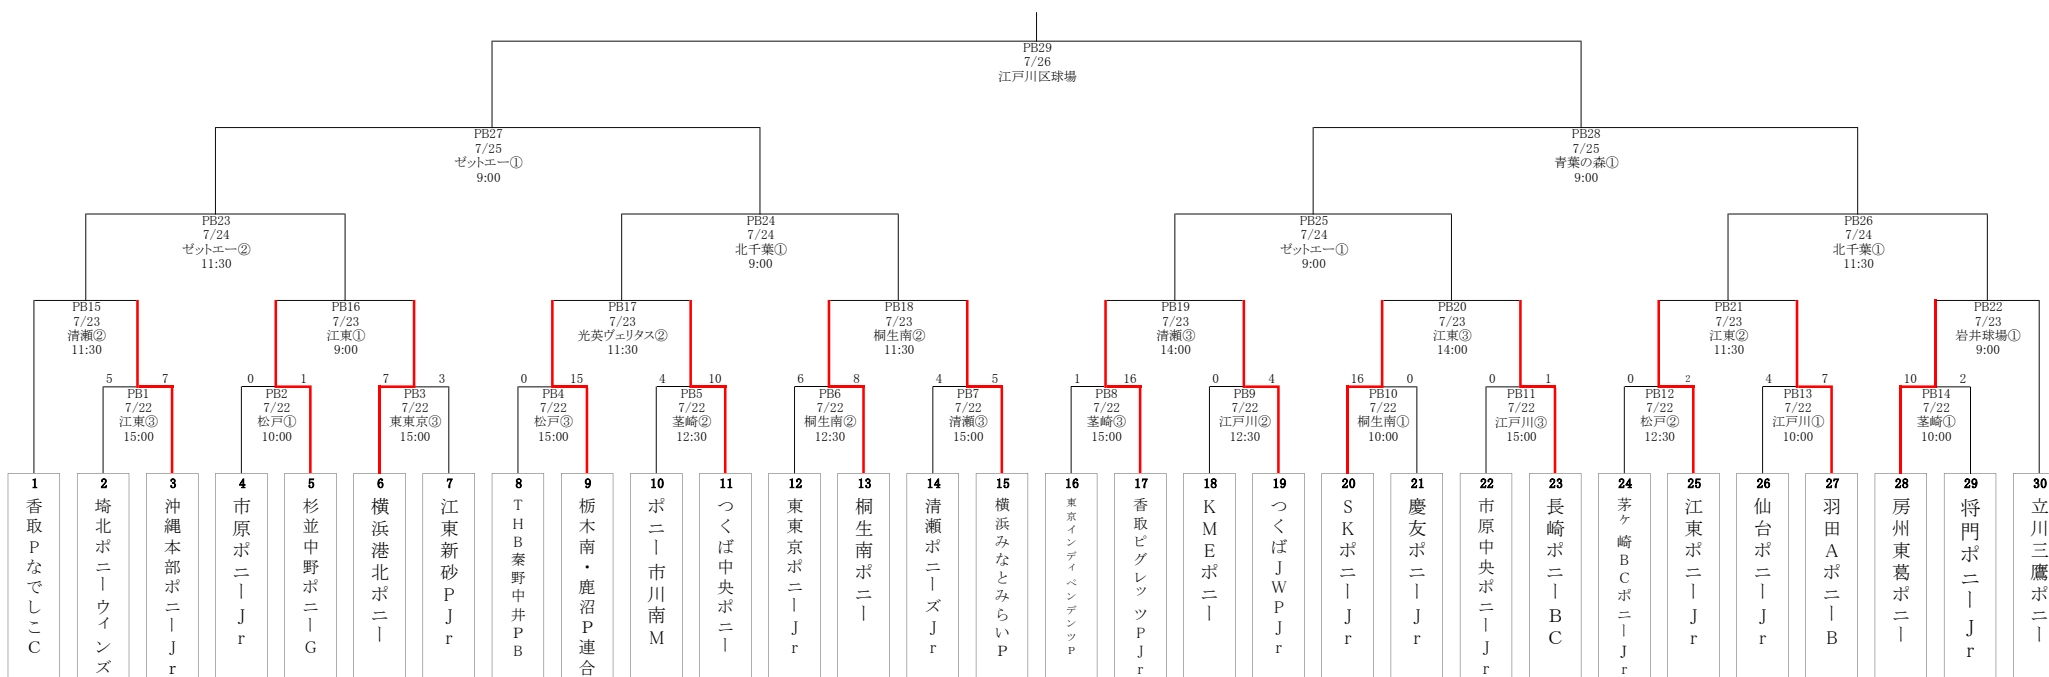 PB29
7/26
江戸川区球場
PB27
7/25
ゼットエー①
9:00
PB28
7/25
青葉の森①
9:00
PB23
7/24
ゼットエー②
11:30
PB24
7/24
北千葉①
9:00
PB25
7/24
ゼットエー①
9:00
PB26
7/24
北千葉①
11:30
PB15
7/23
清瀬②
11:30
PB16
7/23
江東①
9:00
PB17
7/23
光英ヴェリタス②
11:30
PB18
7/23
桐生南②
11:30
PB19
7/23
清瀬③
14:00
PB20
7/23
江東③
14:00
PB21
7/23
江東②
11:30
PB22
7/23
岩井球場①
9:00
5 7
PB1
7/22
江東③
15:00
0 1
PB2
7/22
松戸①
10:00
7 3
PB3
7/22
東東京③
15:00
0 15
PB4
7/22
松戸③
15:00
4 10
PB5
7/22
茎崎②
12:30
6 8
PB6
7/22
桐生南②
12:30
4 5
PB7
7/22
清瀬③
15:00
1 16
PB8
7/22
茎崎③
15:00
0 4
PB9
7/22
江戸川②
12:30
16 0
PB10
7/22
桐生南①
10:00
0 1
PB11
7/22
江戸川③
15:00
0 2
PB12
7/22
松戸②
12:30
4 7
PB13
7/22
江戸川①
10:00
10 2
PB14
7/22
茎崎①
10:00
1
香取Pなでしこ C
2
埼北ポニーウインズ
3
沖縄本部ポニーJr
4
市原ポニーJr
5
杉並中野ポニーG
6
横浜港北ポニー
7
江東新砂PJr
8
THB秦野中井PB
9
栃木南・鹿沼P連合
10
ポニー市川南M
11
つくば中央ポニー
12
東東京ポニーJr
13
桐生南ポニー
14
清瀬ポニーズJr
15
横浜みなとみらいP
16
東京インディペンデンツP
17
香取ピグレッツPJr
18
KMEポニー
19
つくばJWPJr
20
SKポニーJr
21
慶友ポニーJr
22
市原中央ポニーJr
23
長崎ポニーBC
24
茅ケ崎BCポニーJr
25
江東ポニーJr
26
仙台ポニーJr
27
羽田AポニーB
28
房州東葛ポニー
29
将門ポニーJr
30
立川三鷹ポニー